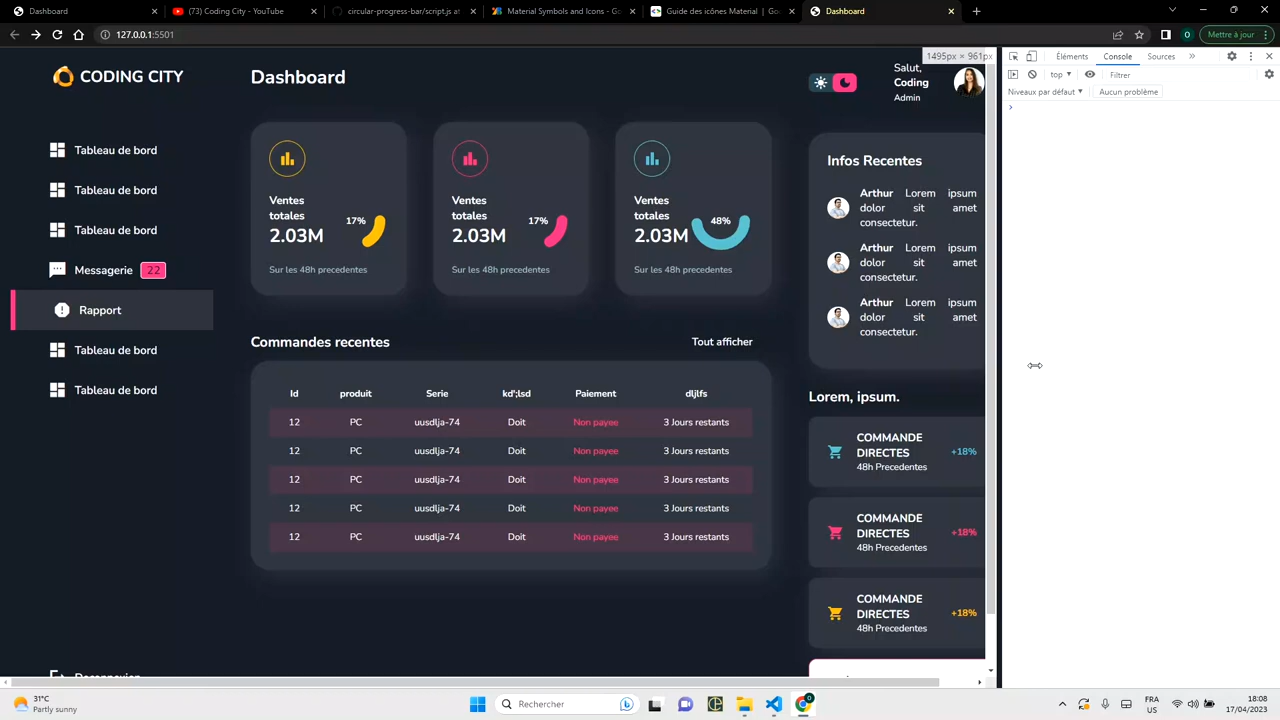 Dashboard
(73) Coding City - YouTube
circular-progress-bar/script.js at
Material Symbols and Icons - Go
Guide des icônes Material | Goo
Dashboard
127.0.0.1:5501
O
Mettre à jour
1495px × 961px
Éléments
Console
Sources
top
Filtrer
Niveaux par défaut
Aucun problème
CODING CITY
Dashboard
Salut,
Coding
Admin
Tableau de bord
Tableau de bord
Tableau de bord
Messagerie 22
Rapport
Tableau de bord
Tableau de bord
Ventes
totales
2.03M
17%
Sur les 48h precedentes
Ventes
totales
2.03M
17%
Sur les 48h precedentes
Ventes
totales
2.03M
48%
Sur les 48h precedentes
Infos Recentes
Arthur Lorem ipsum
dolor sit amet
consectetur.
Arthur Lorem ipsum
dolor sit amet
consectetur.
Arthur Lorem ipsum
dolor sit amet
consectetur.
Commandes recentes
Tout afficher
Id produit Serie kd';lsd Paiement dljlfs
12 PC uusdlja-74 Doit Non payee 3 Jours restants
12 PC uusdlja-74 Doit Non payee 3 Jours restants
12 PC uusdlja-74 Doit Non payee 3 Jours restants
12 PC uusdlja-74 Doit Non payee 3 Jours restants
12 PC uusdlja-74 Doit Non payee 3 Jours restants
Lorem, ipsum.
COMMANDE
DIRECTES
48h Precedentes
+18%
COMMANDE
DIRECTES
48h Precedentes
+18%
COMMANDE
DIRECTES
48h Precedentes
+18%
31°C
Partly sunny
Rechercher
FRA
US
18:08
17/04/2023